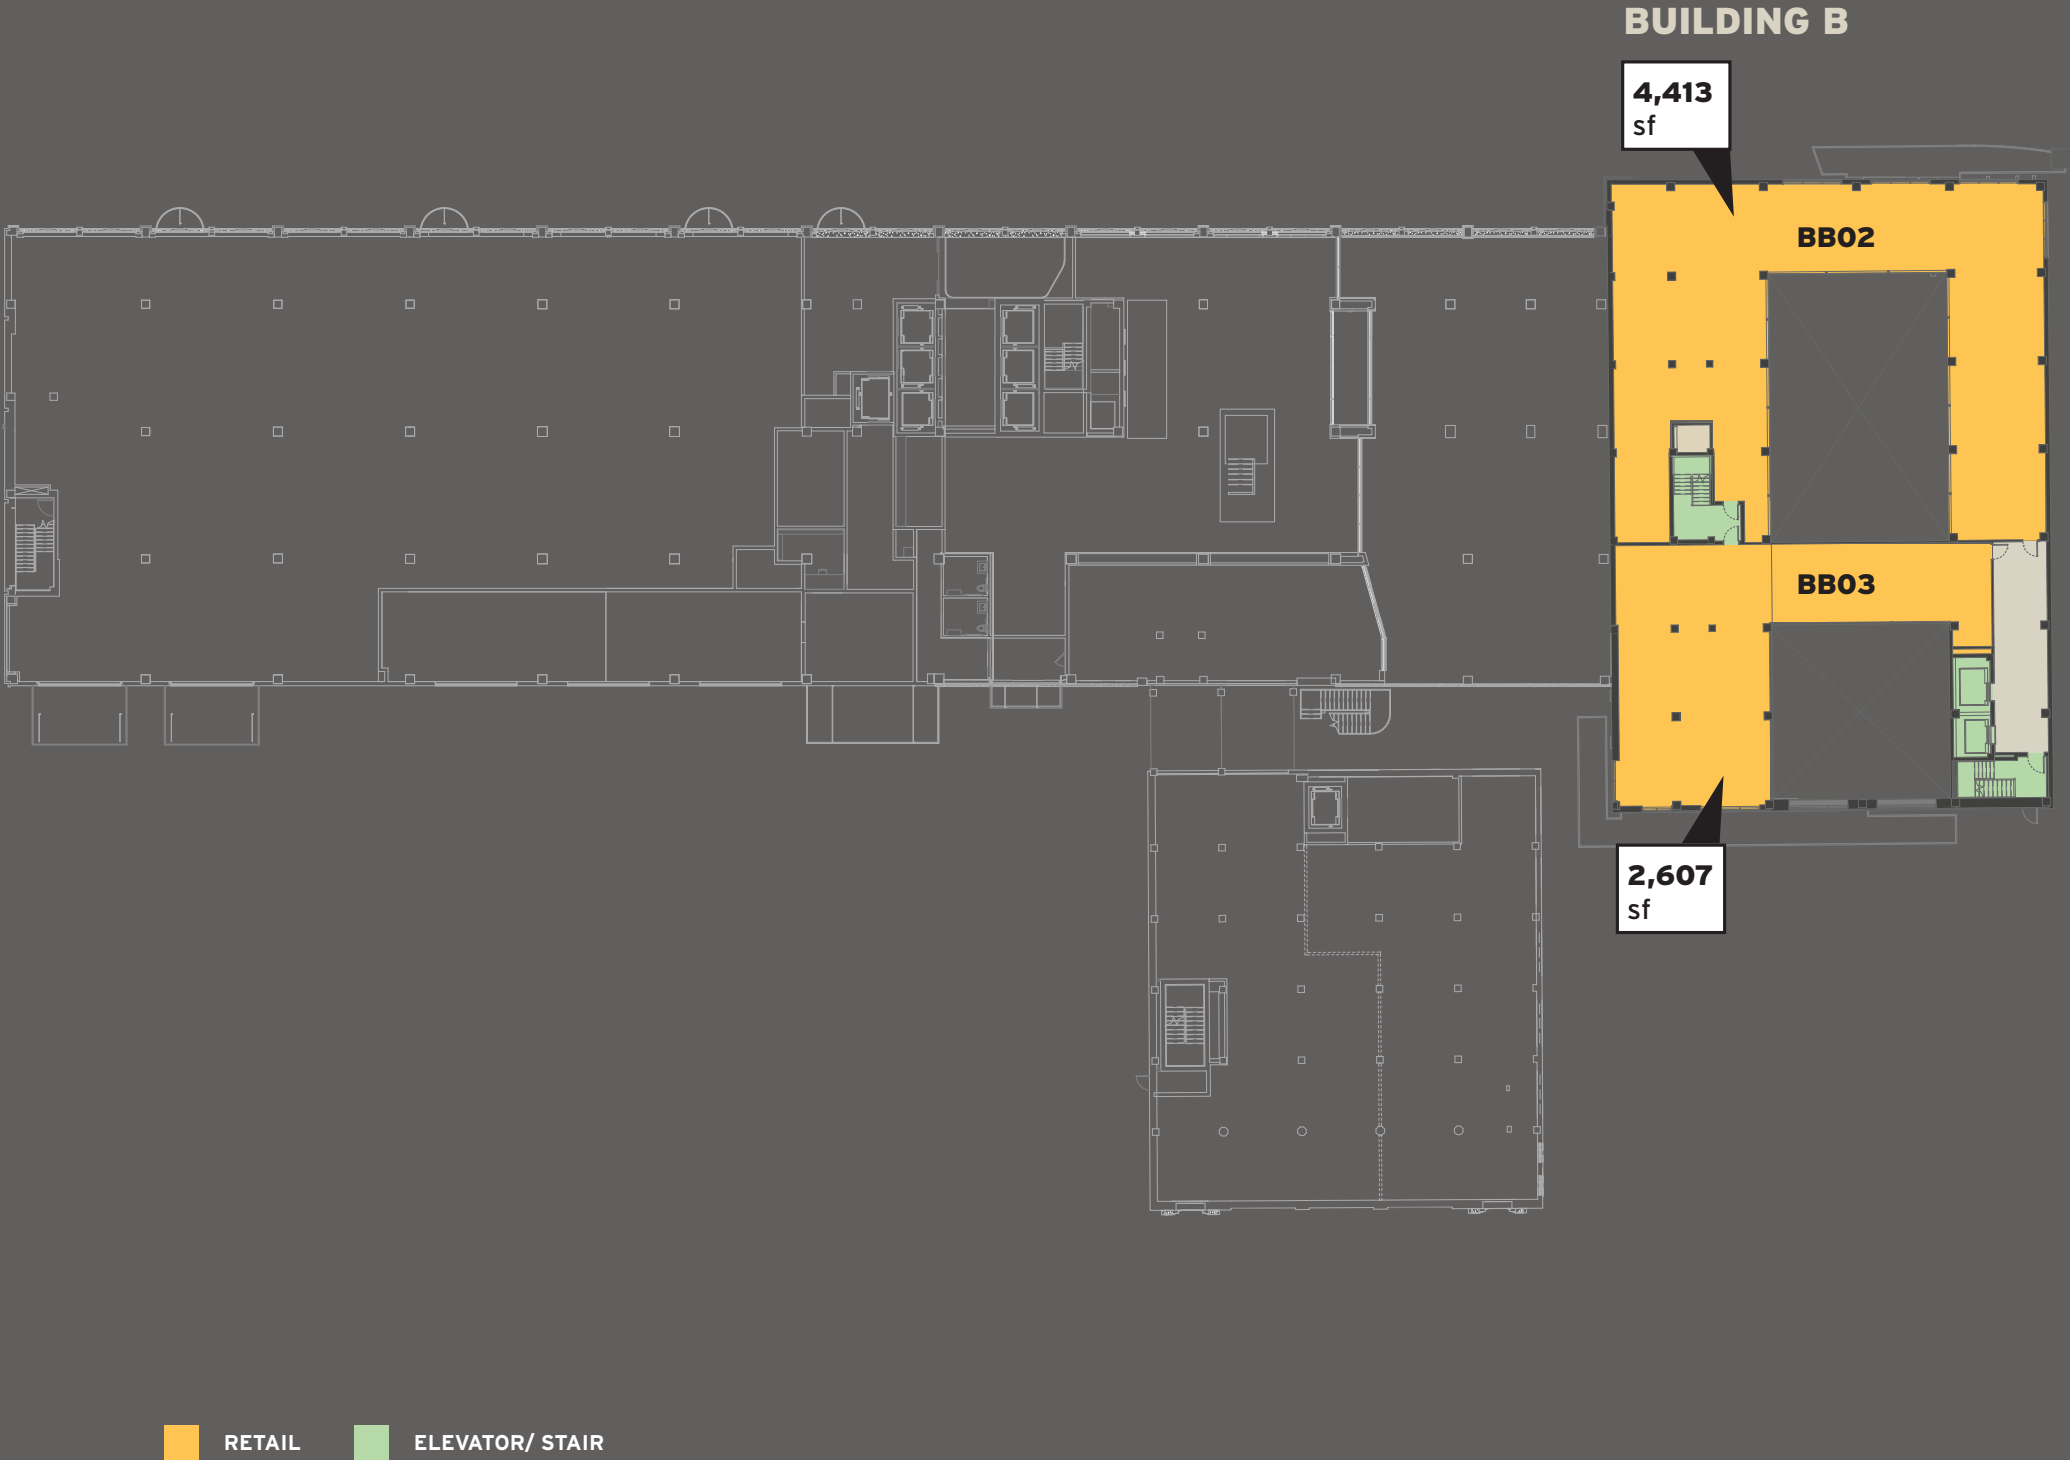 BUILDING B
4,413
sf
BB02
BB03
2,607
sf
RETAIL
ELEVATOR/ STAIR